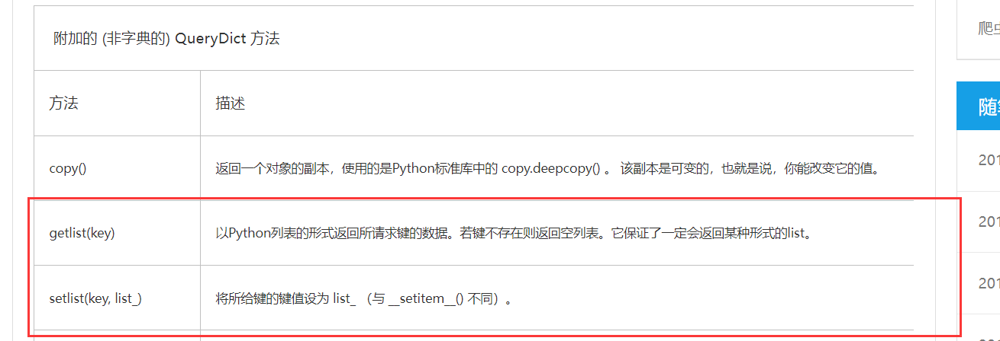 附加的 (非字典的) QueryDict 方法
方法 描述
copy() 返回一个对象的副本，使用的是Python标准库中的 copy.deepcopy() 。 该副本是可变的，也就是说，你能改变它的值。
getlist(key) 以Python列表的形式返回所请求键的数据。若键不存在则返回空列表。它保证了一定会返回某种形式的list。
setlist(key, list_) 将所给键的键值设为 list_ （与 __setitem__() 不同）。
爬
随
201
201
201